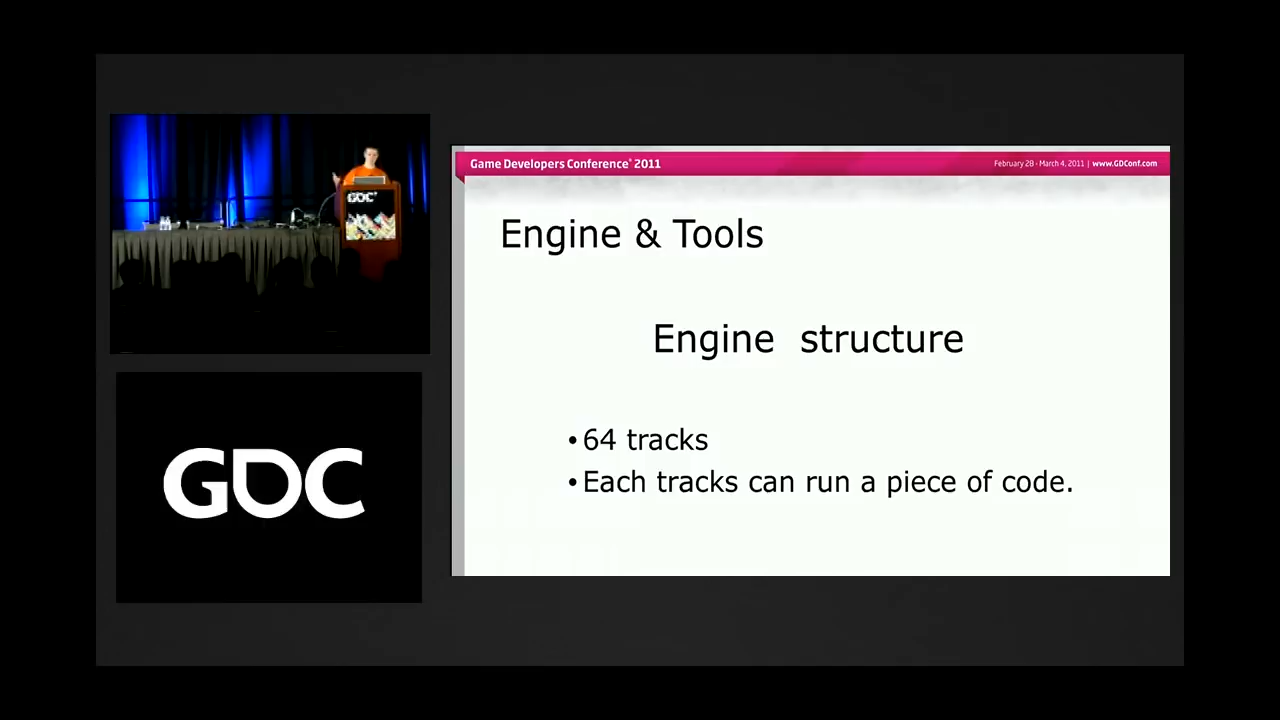 GDC
GDC
Game Developers Conference® 2011
February 28 - March 4, 2011 | www.GDConf.com
Engine & Tools
Engine structure
•64 tracks
•Each tracks can run a piece of code.